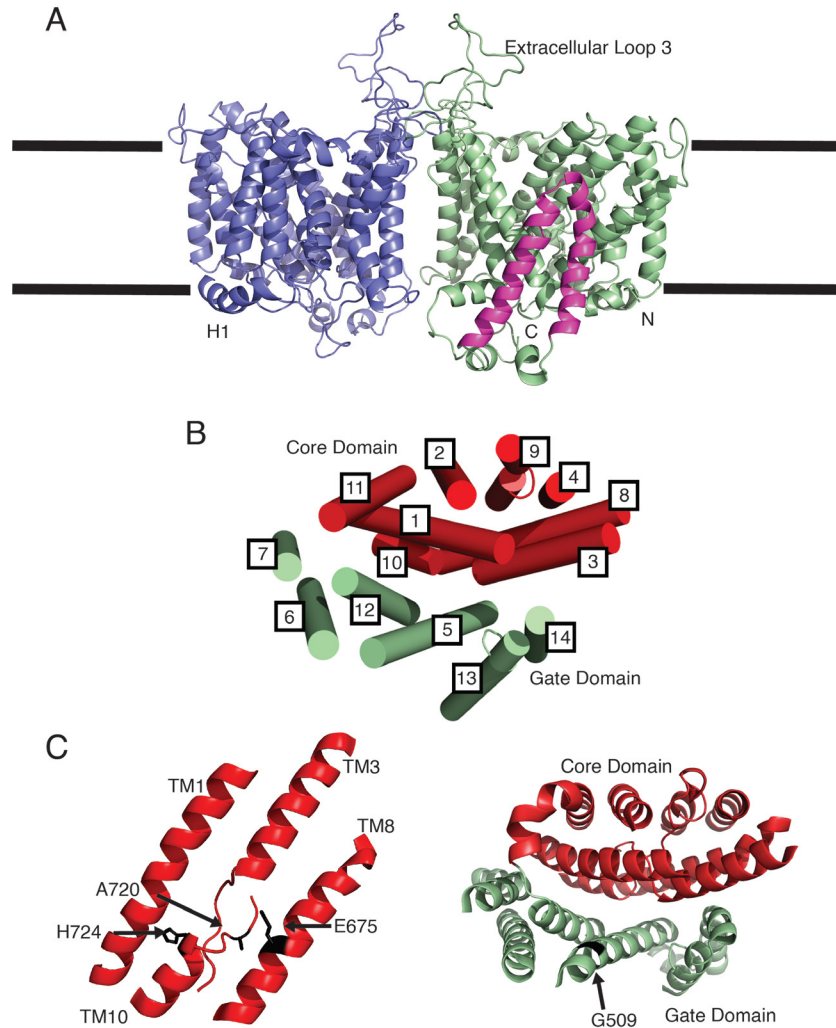 A
Extracellular Loop 3
H1
C
N
B
Core Domain
2
9
4
11
8
1
7
10
3
12
6
5
14
13
Gate Domain
C
TM1
TM3
Core Domain
TM8
A720
H724
E675
TM10
G509
Gate Domain